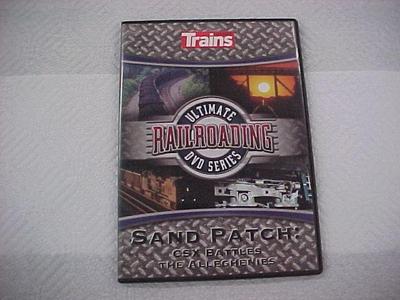 Trains
ULTIMATE
RAILROADING
DVD SERIES
SAND PATCH:
CSX BATTLES
THE ALLEGHENIES